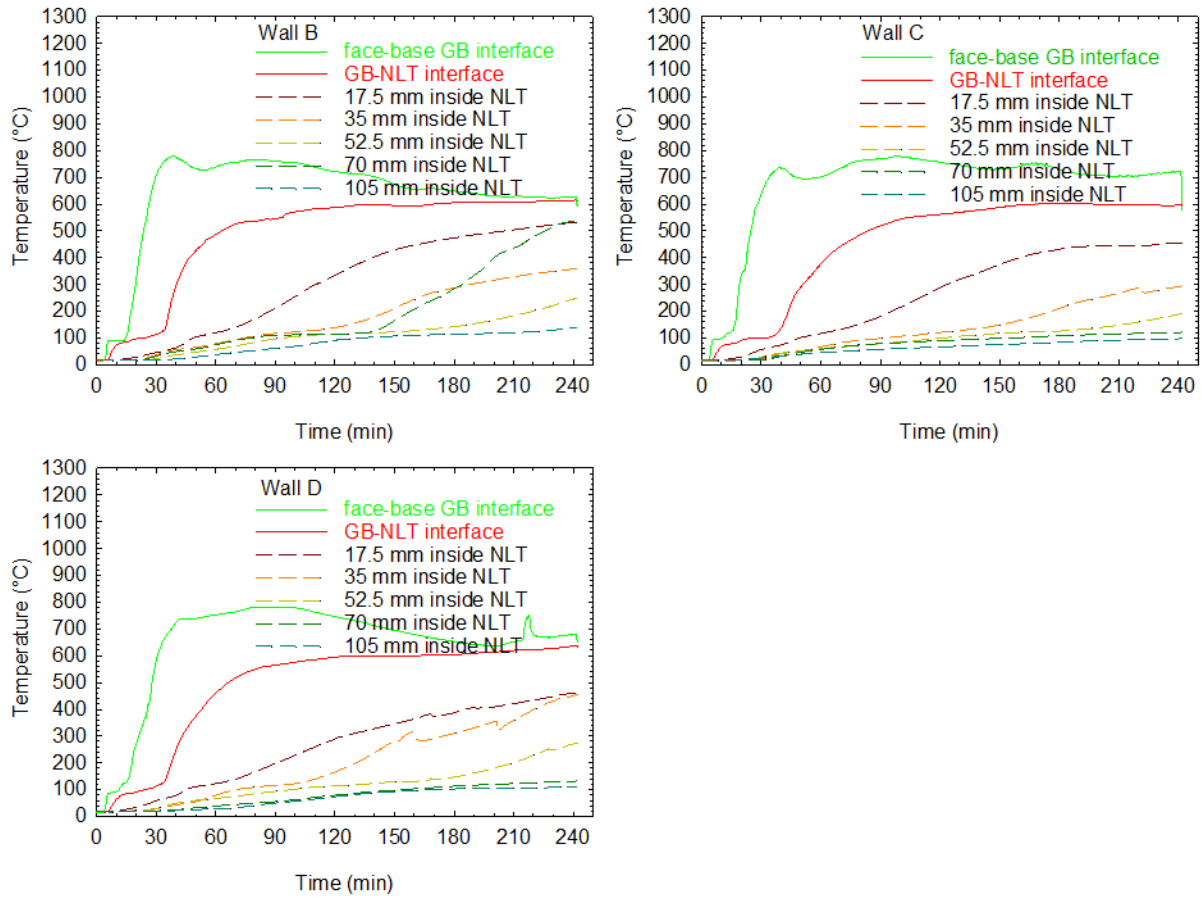 Wall B
face-base GB interface
GB-NLT interface
17.5 mm inside NLT
35 mm inside NLT
52.5 mm inside NLT
70 mm inside NLT
105 mm inside NLT
Temperature (°C)
1300
1200
1100
1000
900
800
700
600
500
400
300
200
100
0
0 30 60 90 120 150 180 210 240
Time (min)
Wall C
face-base GB interface
GB-NLT interface
17.5 mm inside NLT
35 mm inside NLT
52.5 mm inside NLT
70 mm inside NLT
105 mm inside NLT
Temperature (°C)
1300
1200
1100
1000
900
800
700
600
500
400
300
200
100
0
0 30 60 90 120 150 180 210 240
Time (min)
Wall D
face-base GB interface
GB-NLT interface
17.5 mm inside NLT
35 mm inside NLT
52.5 mm inside NLT
70 mm inside NLT
105 mm inside NLT
Temperature (°C)
1300
1200
1100
1000
900
800
700
600
500
400
300
200
100
0
0 30 60 90 120 150 180 210 240
Time (min)